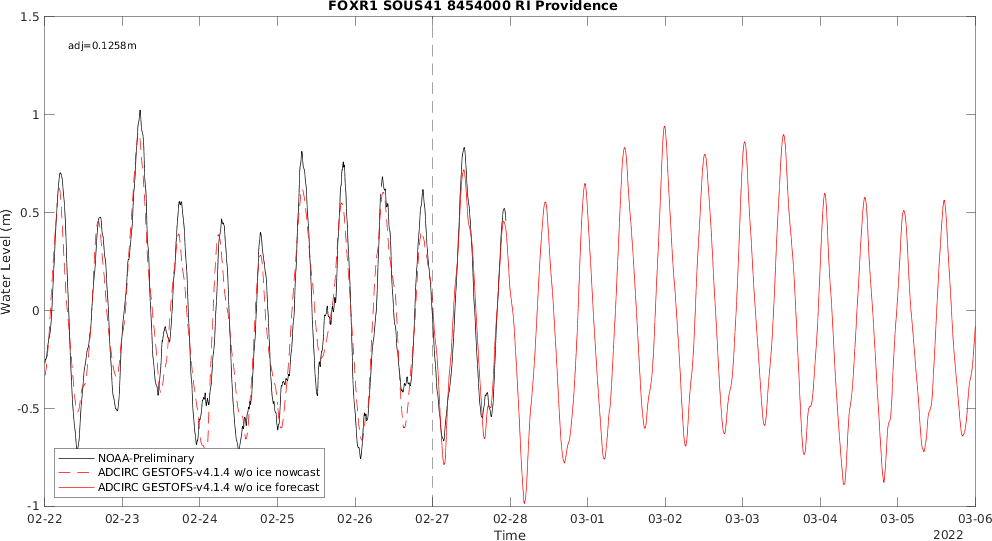 FOXR1 SOUS41 8454000 RI Providence
adj=0.1258m
Water Level (m)
1.5
1
0.5
0
-0.5
-1
NOAA-Preliminary
ADCIRC GESTOFS-v4.1.4 w/o ice nowcast
ADCIRC GESTOFS-v4.1.4 w/o ice forecast
02-22 02-23 02-24 02-25 02-26 02-27 02-28 03-01 03-02 03-03 03-04 03-05 03-06
Time
2022